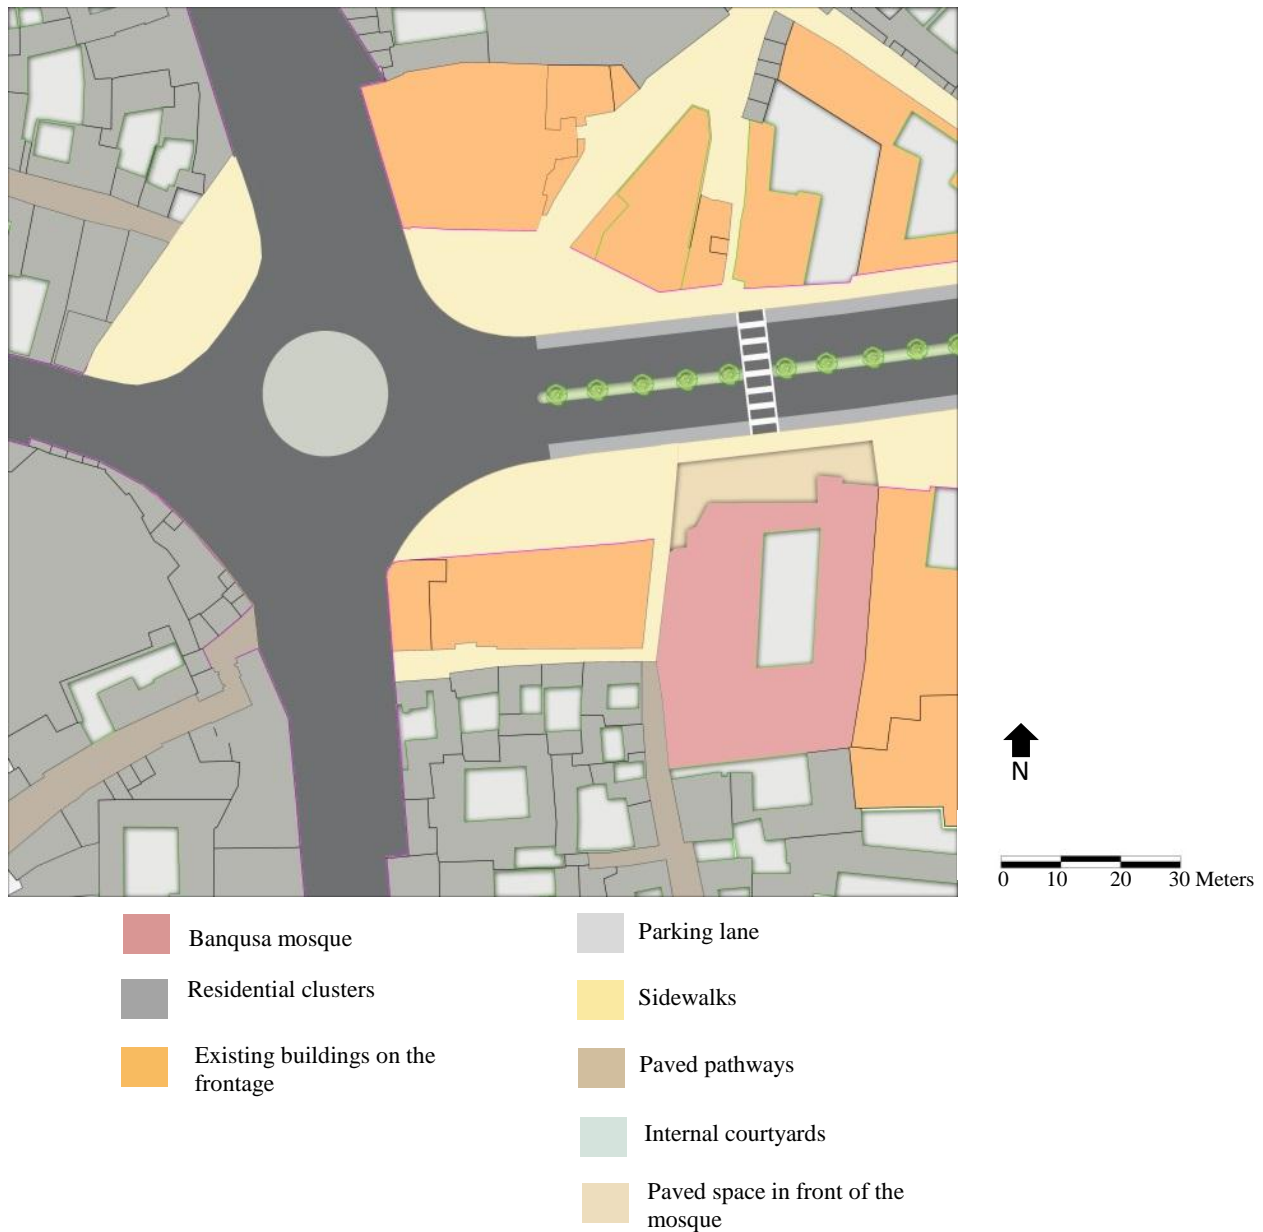 N
0 10 20 30 Meters
Banqusa mosque
Residential clusters
Existing buildings on the
frontage
Parking lane
Sidewalks
Paved pathways
Internal courtyards
Paved space in front of the
mosque